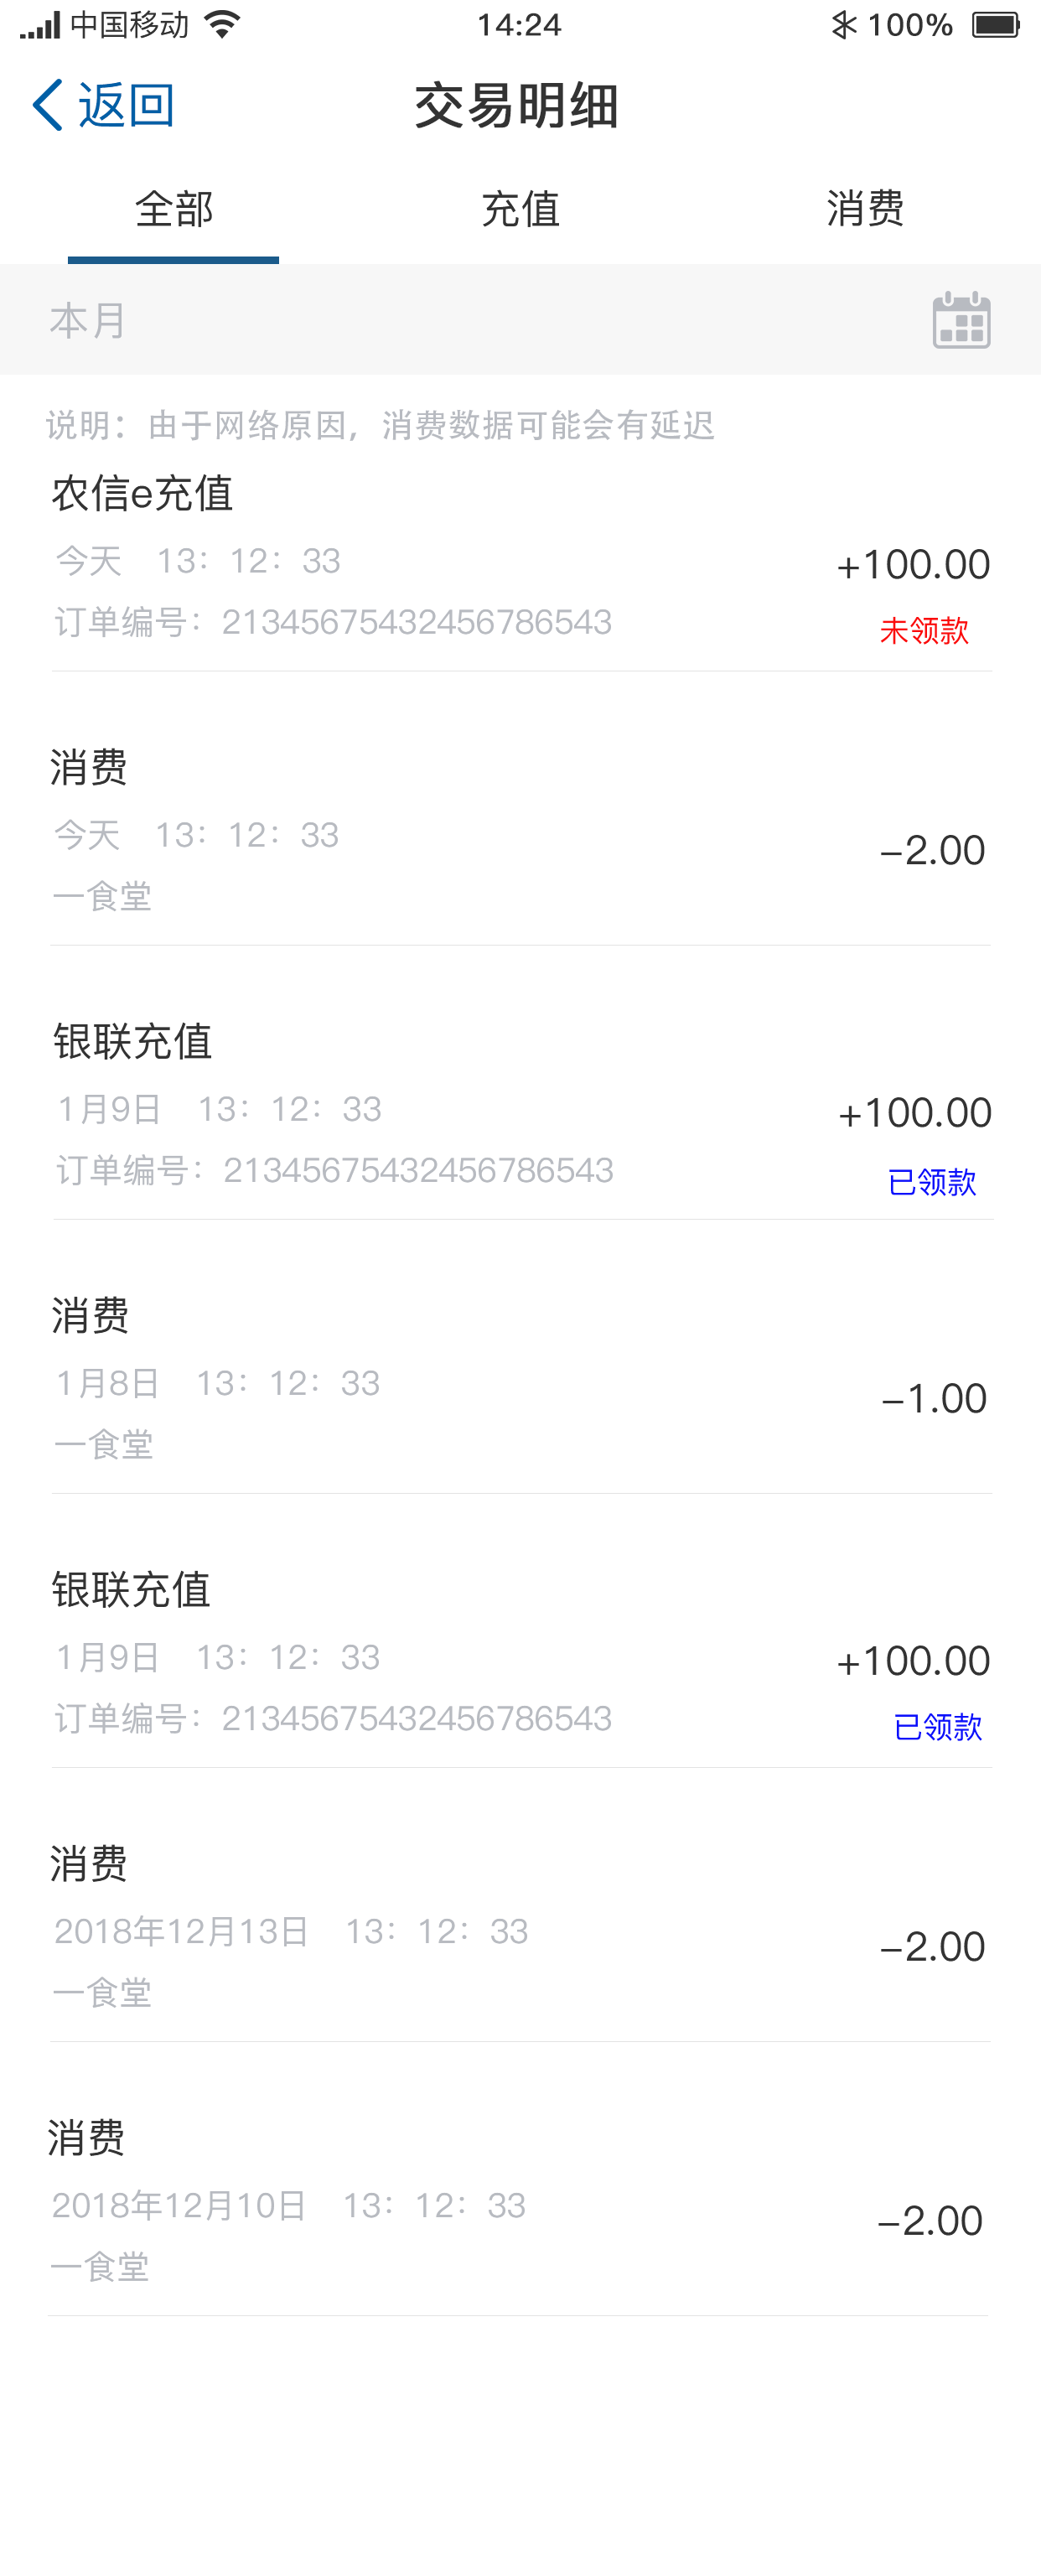 中国移动 14:24 100%
返回 交易明细
全部 充值 消费
本月
说明：由于网络原因，消费数据可能会有延迟
农信e充值
今天 13：12：33
+100.00
订单编号：21345675432456786543
未领款
消费
今天 13：12：33
-2.00
一食堂
银联充值
1月9日 13：12：33
+100.00
订单编号：21345675432456786543
已领款
消费
1月8日 13：12：33
-1.00
一食堂
银联充值
1月9日 13：12：33
+100.00
订单编号：21345675432456786543
已领款
消费
2018年12月13日 13：12：33
-2.00
一食堂
消费
2018年12月10日 13：12：33
-2.00
一食堂